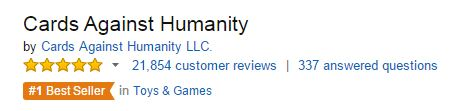 Cards Against Humanity
by Cards Against Humanity LLC.
21,854 customer reviews | 337 answered questions
#1 Best Seller in Toys & Games